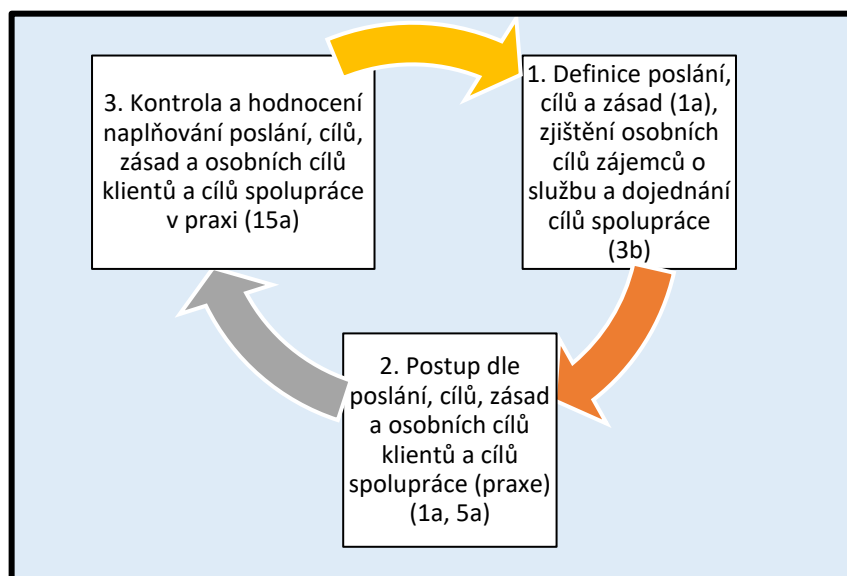 1. Definice poslání,
cílů a zásad (1a),
zjištění osobních
cílů zájemců o
službu a dojednání
cílů spolupráce
(3b)
2. Postup dle
poslání, cílů, zásad
a osobních cílů
klientů a cílů
spolupráce (praxe)
(1a, 5a)
3. Kontrola a hodnocení
naplňování poslání, cílů,
zásad a osobních cílů
klientů a cílů spolupráce
v praxi (15a)